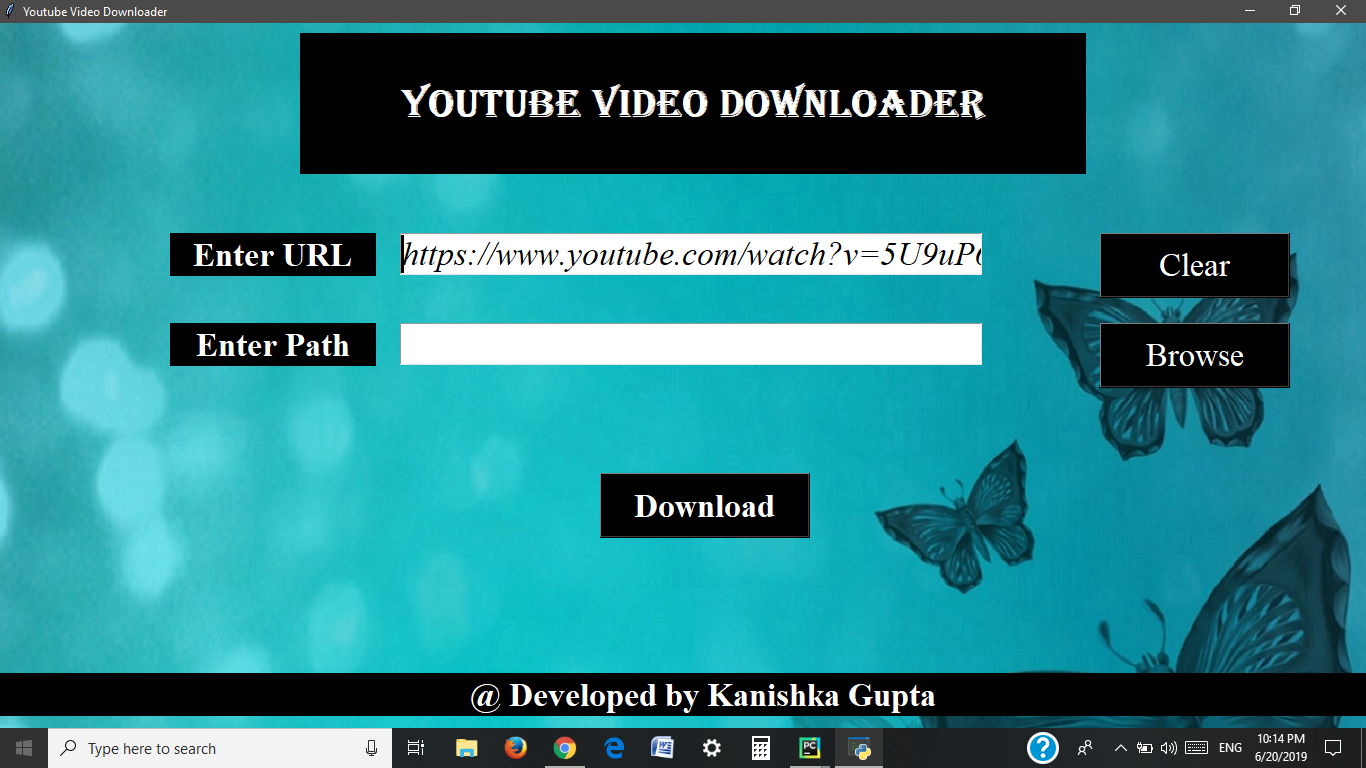 Youtube Video Downloader
YOUTUBE VIDEO DOWNLOADER
Enter URL
https://www.youtube.com/watch?v=5U9uP
Clear
Enter Path
Browse
Download
@ Developed by Kanishka Gupta
Type here to search
ENG
10:14 PM
6/20/2019